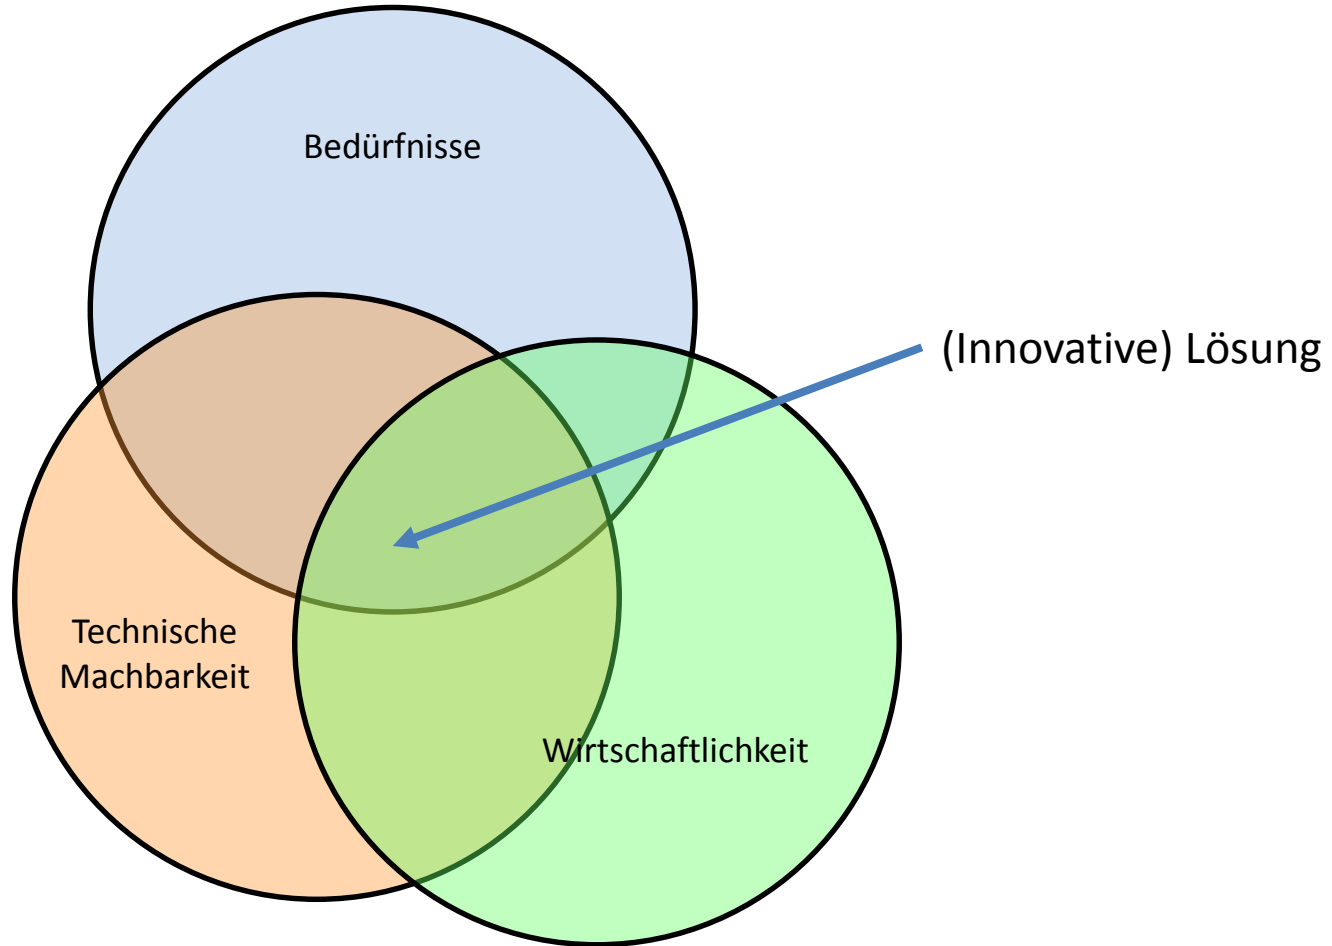 Bedürfnisse
(Innovative) Lösung
Technische
Machbarkeit
Wirtschaftlichkeit